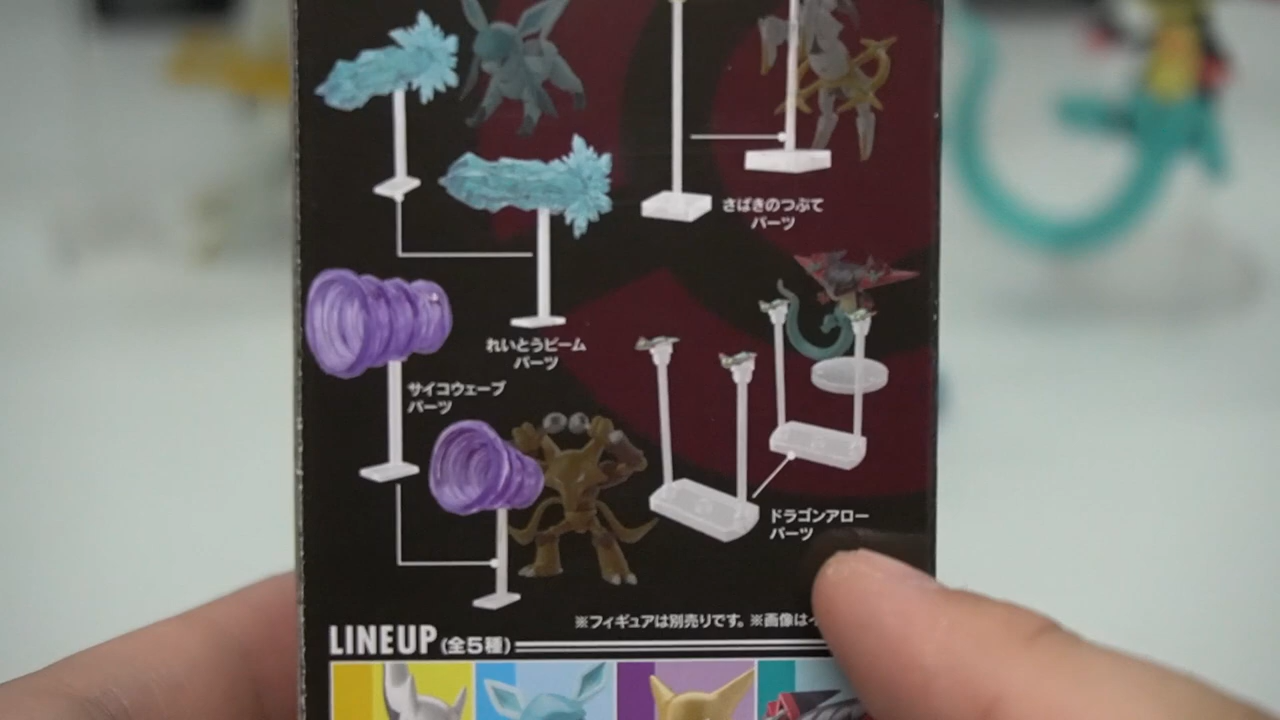 さばきのつぶて
パーツ
れいとうビーム
パーツ
サイコウェーブ
パーツ
ドラゴンアロー
パーツ
※フィギュアは別売りです。※画像は
LINEUP(全5種)